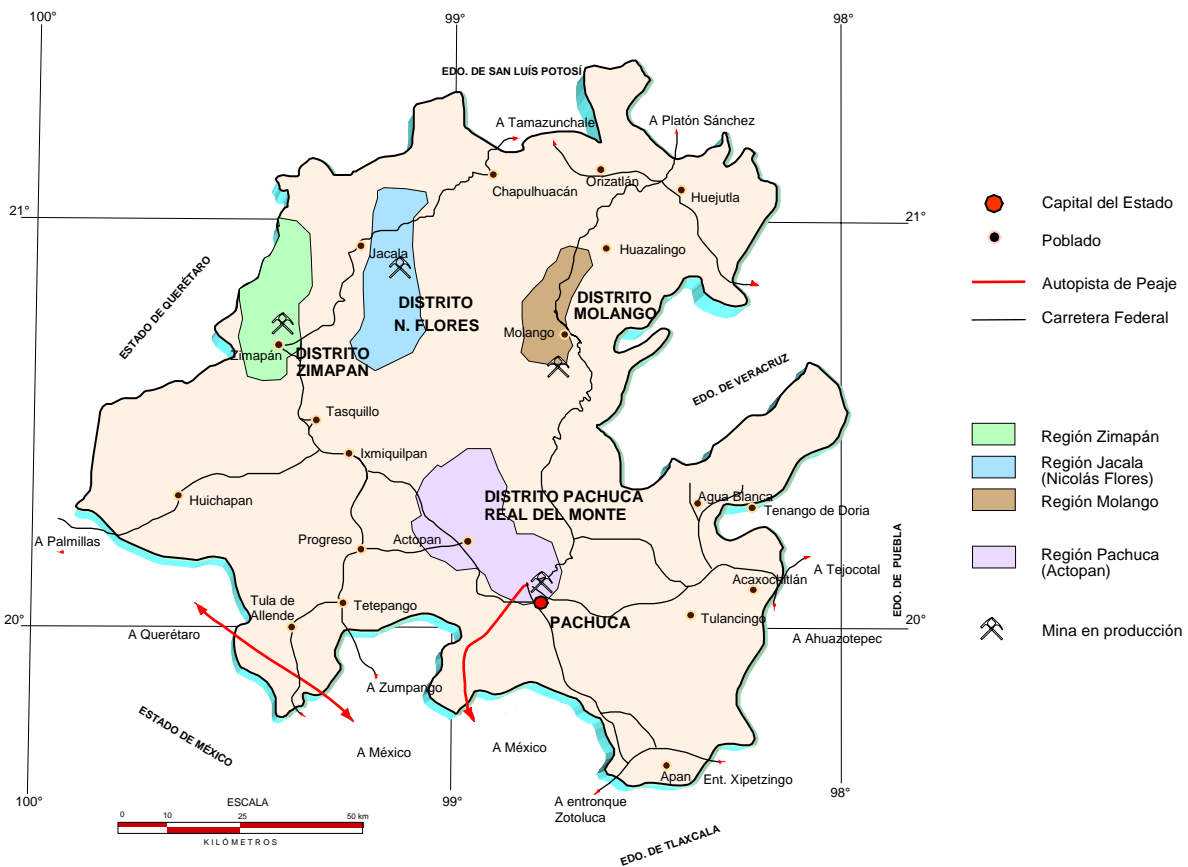 100°
99°
98°
EDO. DE SAN LUÍS POTOSÍ
A Tamazunchale
A Platón Sánchez
Chapulhuacán
Orizatlán
Huejutla
21°
21°
Jacala
Huazalingo
ESTADO DE QUERÉTARO
DISTRITO
N. FLORES
DISTRITO
MOLANGO
Molango
Zimapán
DISTRITO
ZIMAPAN
EDO. DE VERACRUZ
Tasquillo
Ixmiquilpan
Huichapan
DISTRITO PACHUCA
REAL DEL MONTE
Agua Blanca
Tenango de Doria
A Palmillas
Progreso
Actopan
EDO. DE PUEBLA
A Tejocotal
Acaxochitlán
Tula de
Allende
Tetepango
PACHUCA
Tulancingo
20°
20°
A Querétaro
A Ahuazotepec
A Zumpango
ESTADO DE MÉXICO
A México
A México
Apan
Ent. Xipetzingo
A entronque
Zotoluca
100°
99°
98°
ESCALA
0 10 25 50 km
KILÓMETROS
EDO. DE TLAXCALA
Capital del Estado
Poblado
Autopista de Peaje
Carretera Federal
Región Zimapán
Región Jacala
(Nicolás Flores)
Región Molango
Región Pachuca
(Actopan)
Mina en producción